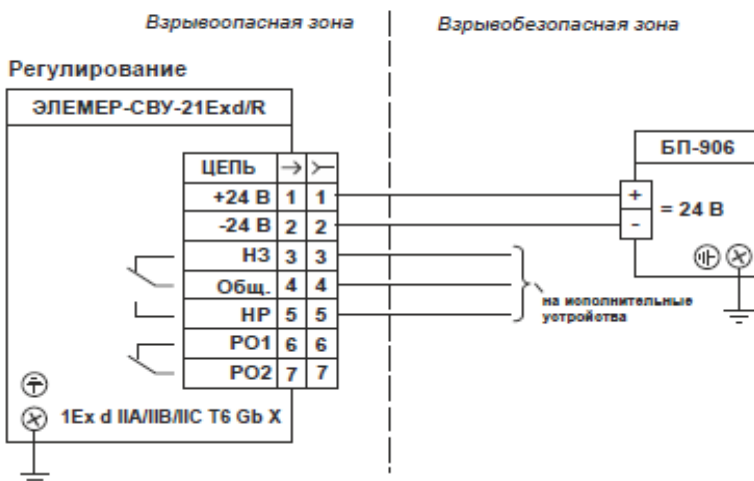 Взрывоопасная зона
Взрывобезопасная зона
Регулирование
ЭЛЕМЕР-СВУ-21Exd/R
БП-906
ЦЕПЬ
+24 В 1 1
-24 В 2 2
НЗ 3 3
Общ. 4 4
НР 5 5
РО1 6 6
РО2 7 7
+
= 24 В
-
на исполнительные
устройства
1Ex d IIA/IIB/IIC T6 Gb X